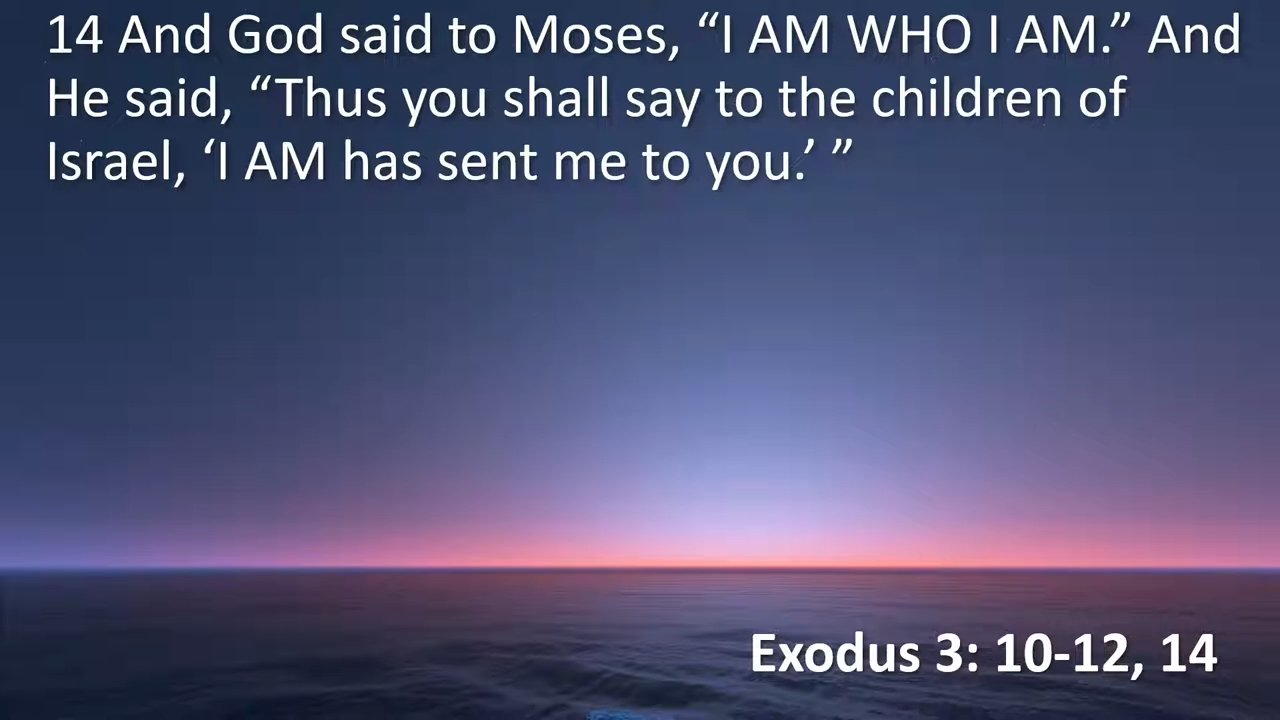 14 And God said to Moses, “I AM WHO I AM.” And
He said, “Thus you shall say to the children of
Israel, ‘I AM has sent me to you.’ ”
Exodus 3: 10-12, 14